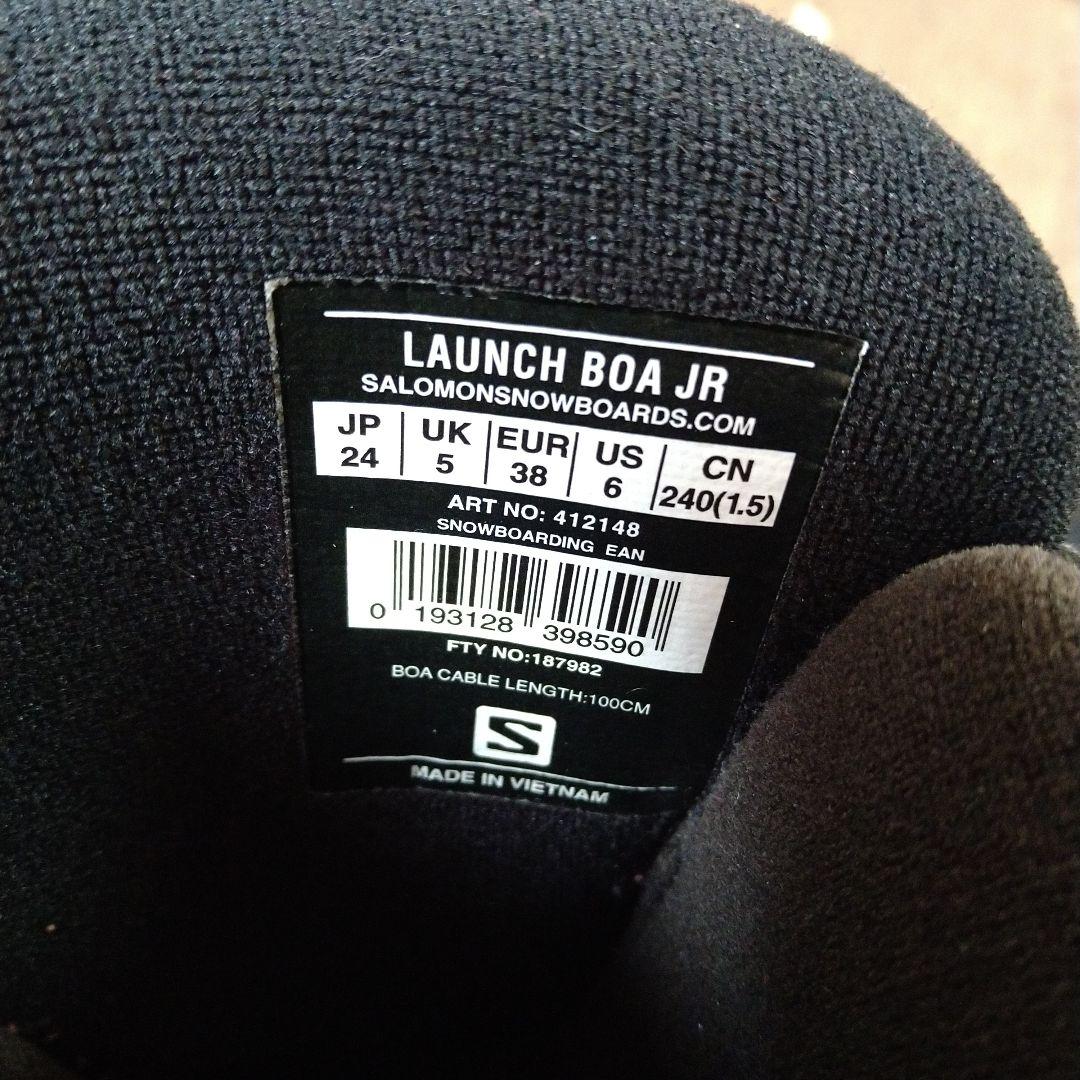 LAUNCH BOA JR
SALOMONSNOWBOARDS.COM
JP UK EUR US CN
24 5 38 6 240(1.5)
ART NO: 412148
SNOWBOARDING EAN
0 193128 398590
FTY NO:187982
BOA CABLE LENGTH:100CM
S
MADE IN VIETNAM